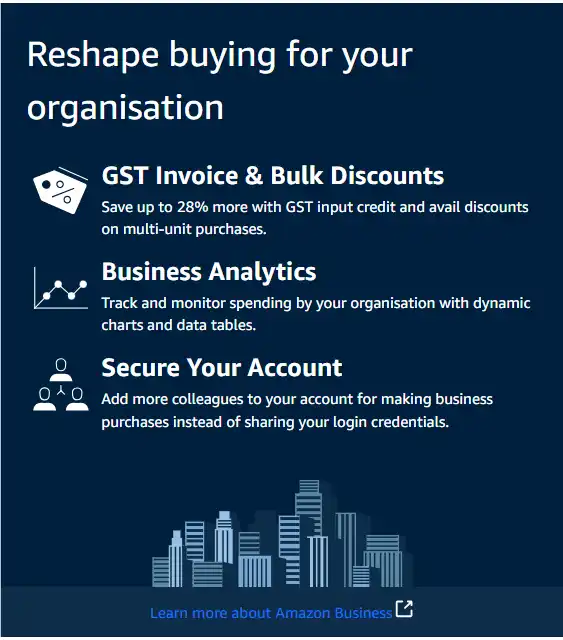 Reshape buying for your
organisation
GST Invoice & Bulk Discounts
Save up to 28% more with GST input credit and avail discounts
on multi-unit purchases.
Business Analytics
Track and monitor spending by your organisation with dynamic
charts and data tables.
Secure Your Account
Add more colleagues to your account for making business
purchases instead of sharing your login credentials.
Learn more about Amazon Business